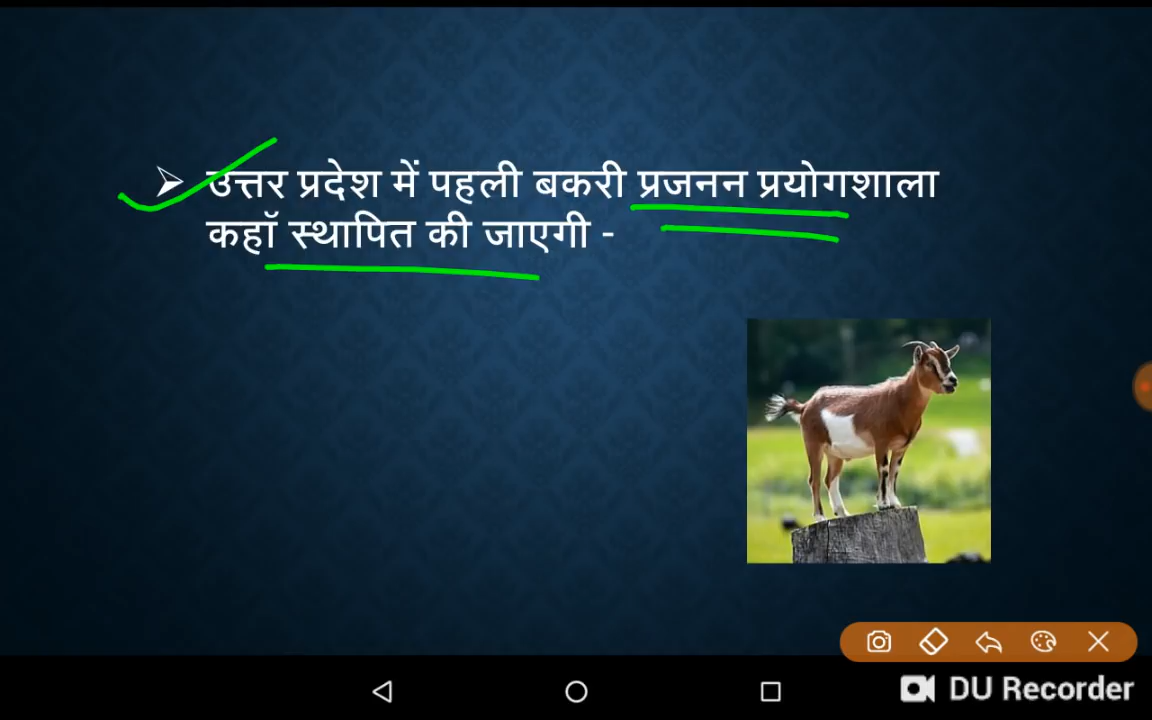 उत्तर प्रदेश में पहली बकरी प्रजनन प्रयोगशाला
कहॉ स्थापित की जाएगी -
DU Recorder